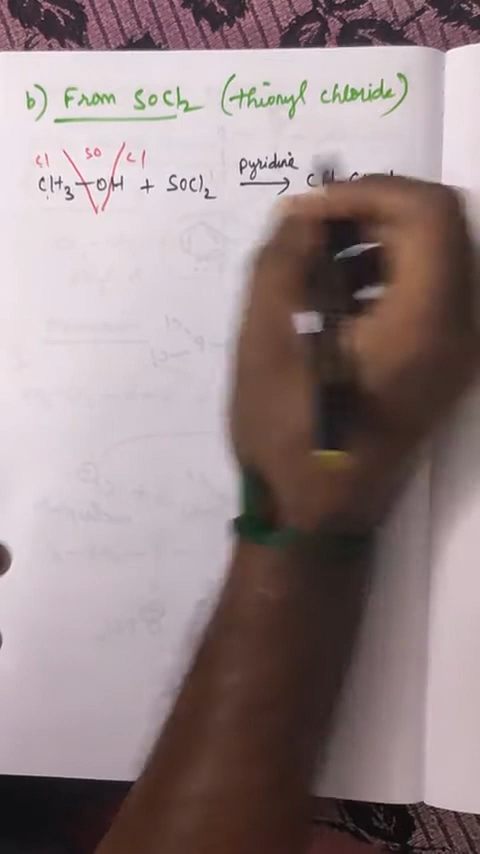 b) From SOCl₂ (thionyl chloride)
Cl SO Cl
CH₃-OH + SOCl₂ pyridine →